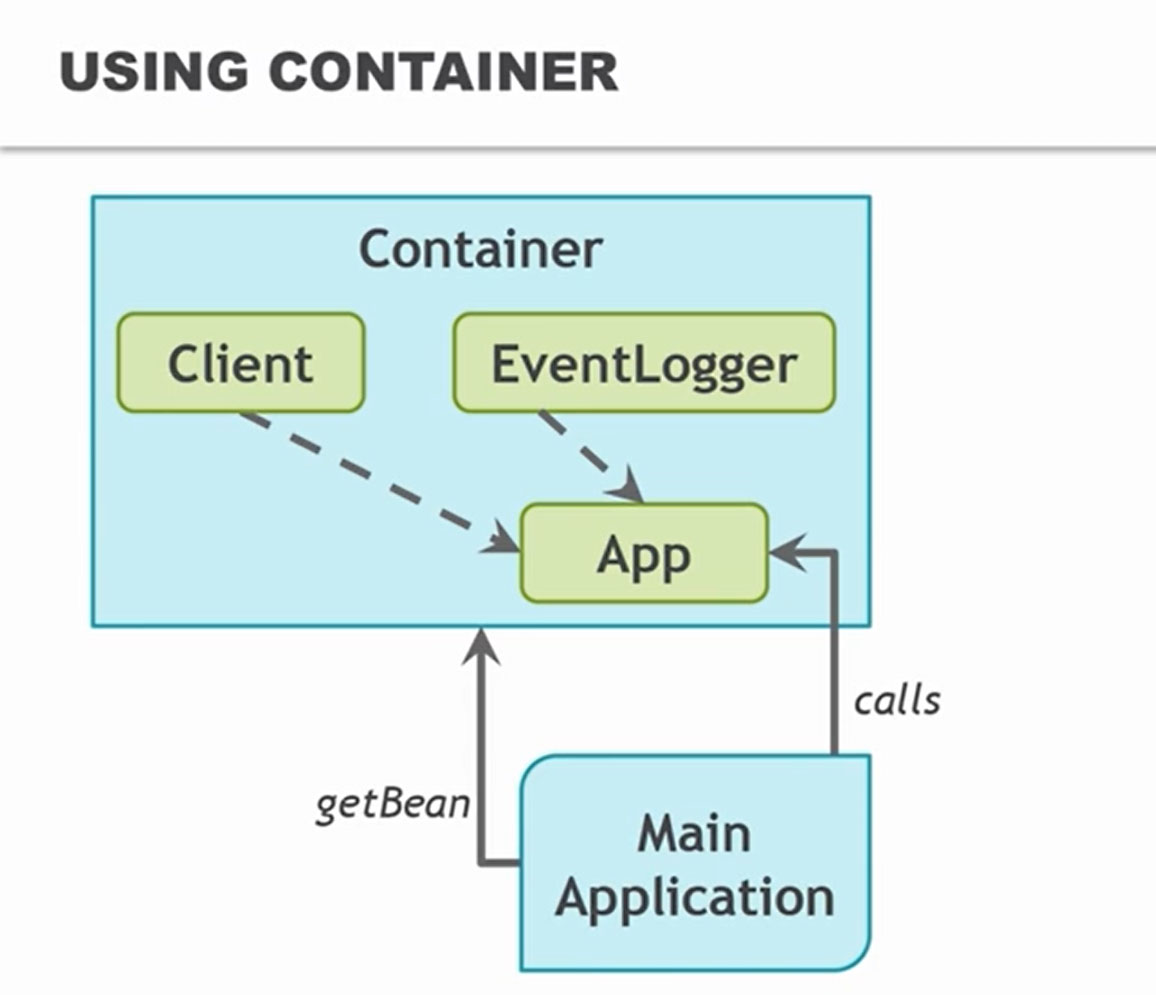 USING CONTAINER
Container
Client
EventLogger
App
calls
getBean
Main
Application